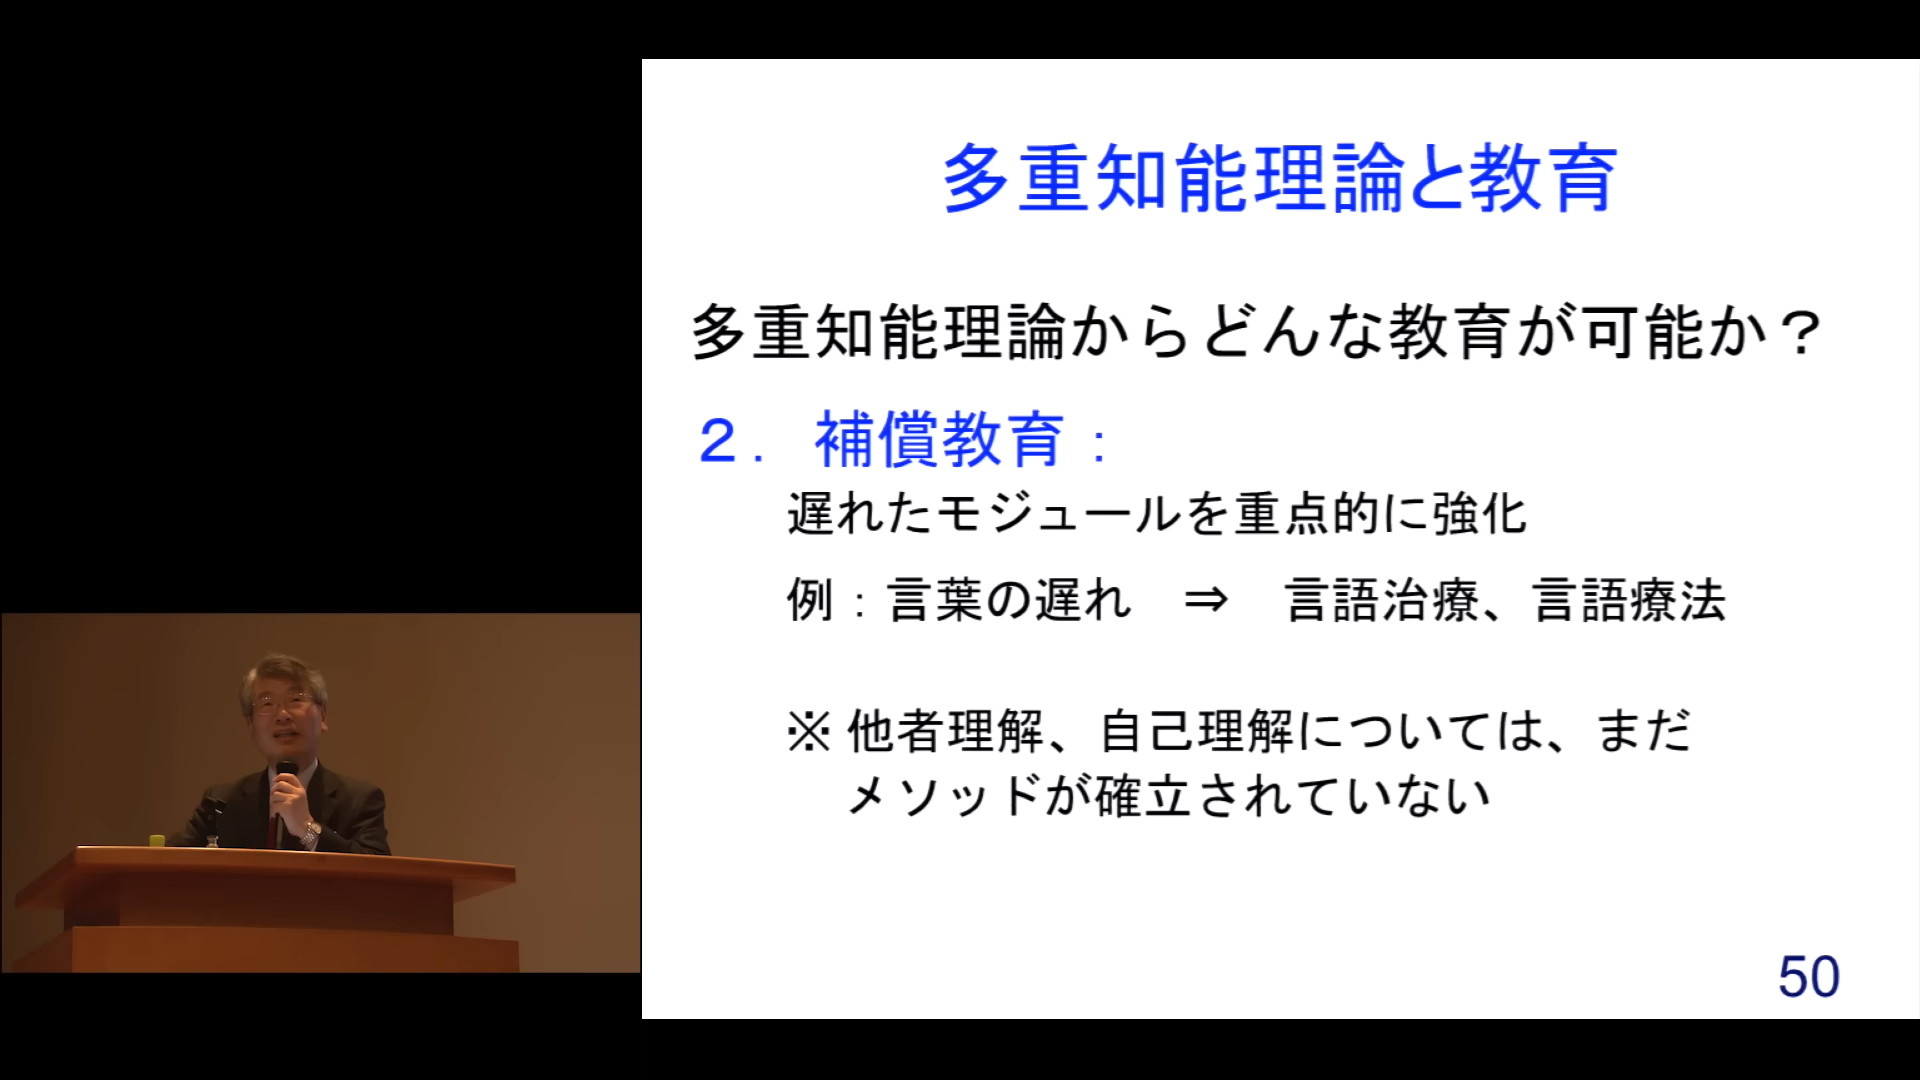 多重知能理論と教育
多重知能理論からどんな教育が可能か？
２． 補償教育：
遅れたモジュールを重点的に強化
例：言葉の遅れ ⇒ 言語治療、言語療法
※ 他者理解、自己理解については、まだ
メソッドが確立されていない
50